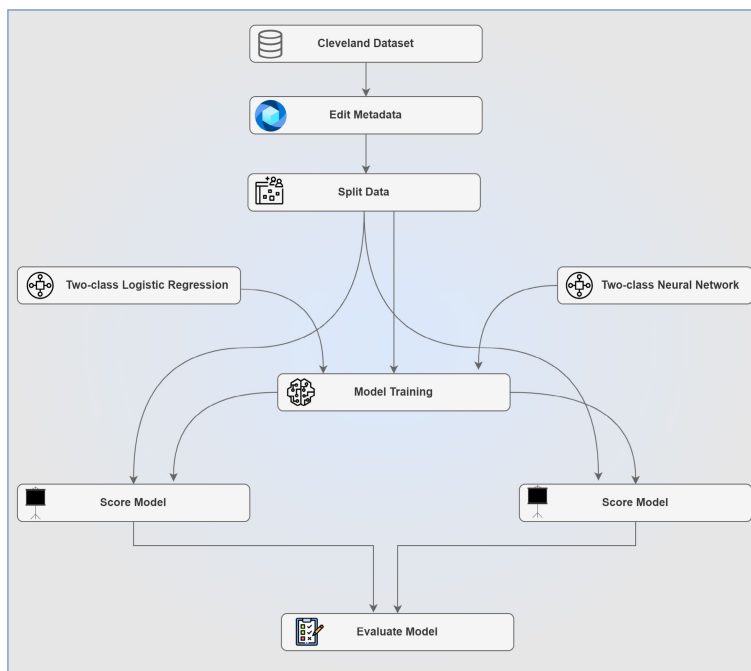 Cleveland Dataset
Edit Metadata
Split Data
Two-class Logistic Regression
Two-class Neural Network
Model Training
Score Model
Score Model
Evaluate Model